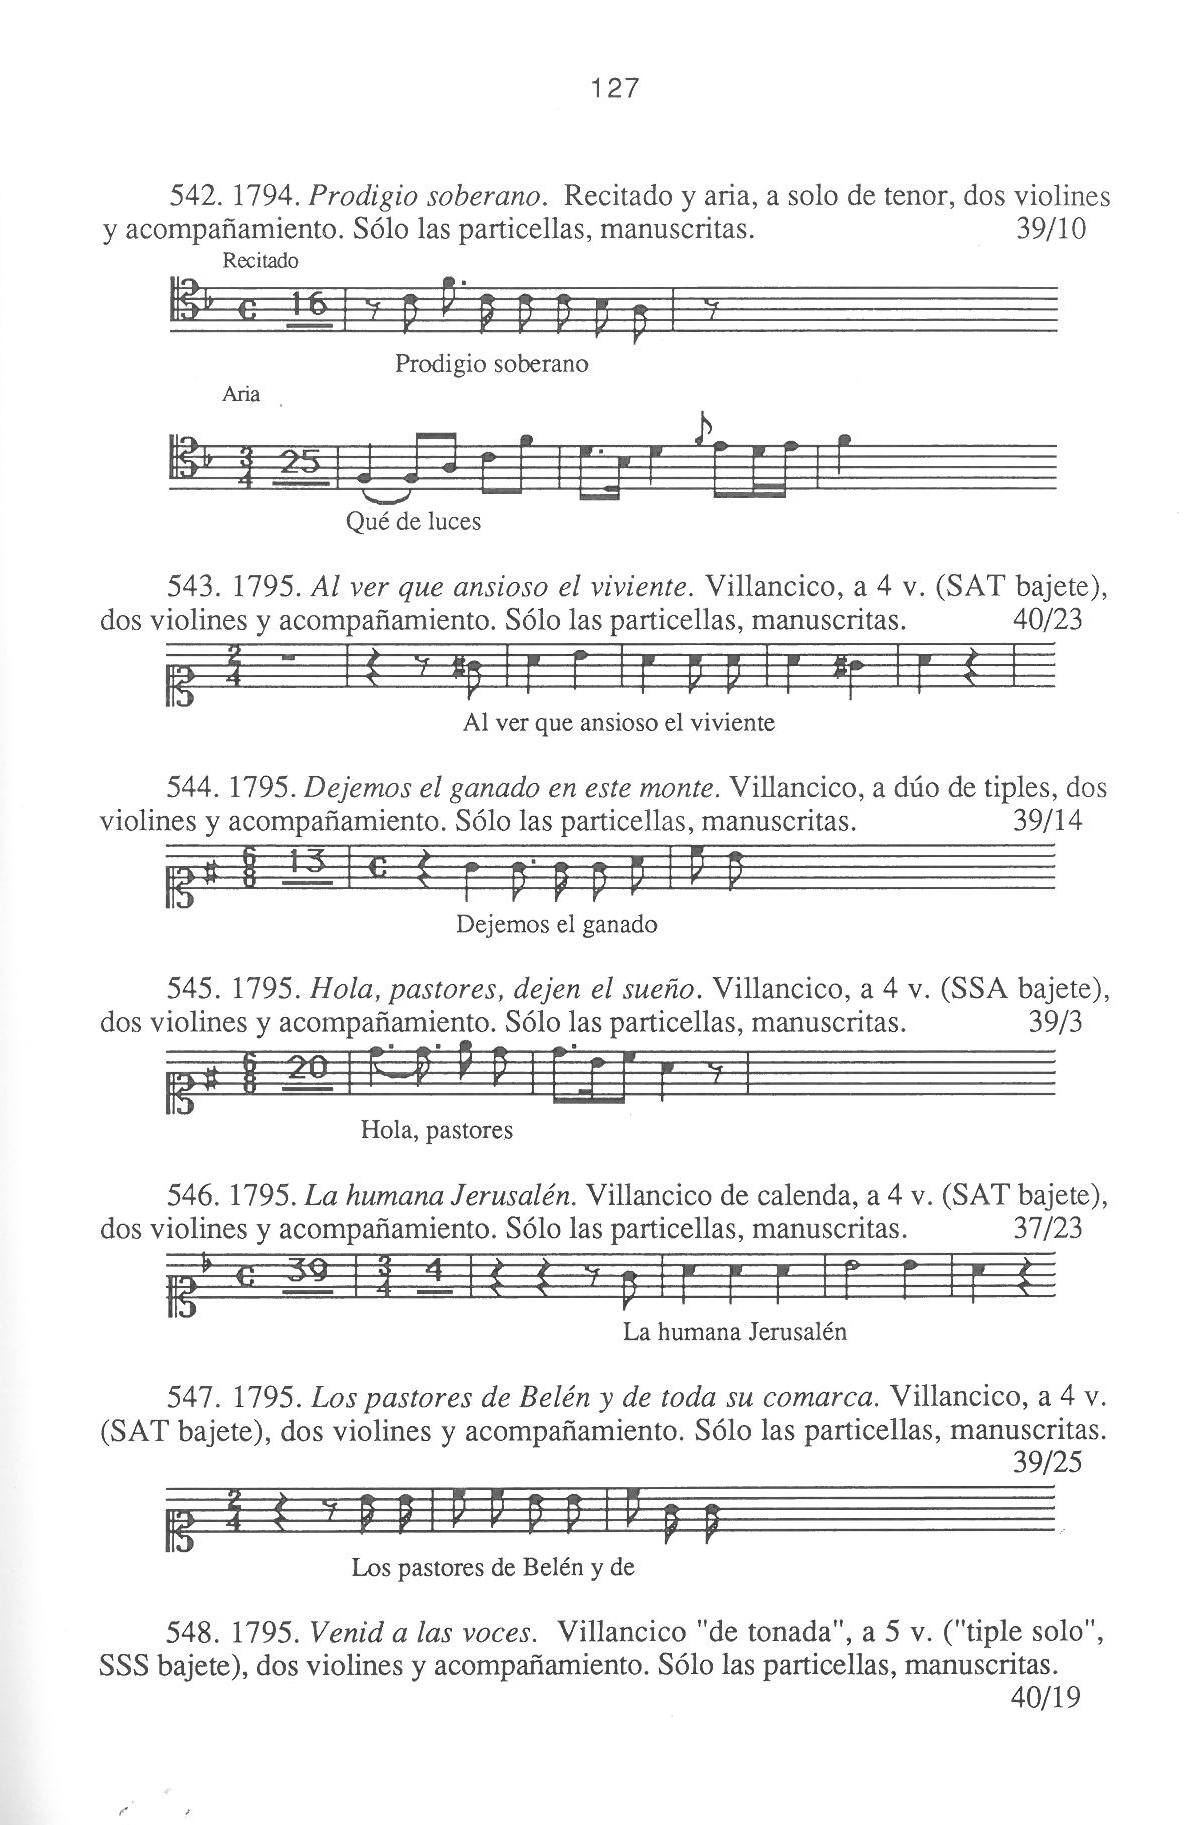 127
542. 1794. Prodigio soberano. Recitado y aria, a solo de tenor, dos violines
y acompañamiento. Sólo las particellas, manuscritas. 39/10
Recitado
16
Prodigio soberano
Aria
3
4
25
Qué de luces
543. 1795. Al ver que ansioso el viviente. Villancico, a 4 v. (SAT bajete),
dos violines y acompañamiento. Sólo las particellas, manuscritas. 40/23
2
4
Al ver que ansioso el viviente
544. 1795. Dejemos el ganado en este monte. Villancico, a dúo de tiples, dos
violines y acompañamiento. Sólo las particellas, manuscritas. 39/14
6
8
13
Dejemos el ganado
545. 1795. Hola, pastores, dejen el sueño. Villancico, a 4 v. (SSA bajete),
dos violines y acompañamiento. Sólo las particellas, manuscritas. 39/3
6
8
20
Hola, pastores
546. 1795. La humana Jerusalén. Villancico de calenda, a 4 v. (SAT bajete),
dos violines y acompañamiento. Sólo las particellas, manuscritas. 37/23
39
3
4
4
La humana Jerusalén
547. 1795. Los pastores de Belén y de toda su comarca. Villancico, a 4 v.
(SAT bajete), dos violines y acompañamiento. Sólo las particellas, manuscritas.
39/25
2
4
Los pastores de Belén y de
548. 1795. Venid a las voces. Villancico "de tonada", a 5 v. ("tiple solo",
SSS bajete), dos violines y acompañamiento. Sólo las particellas, manuscritas.
40/19